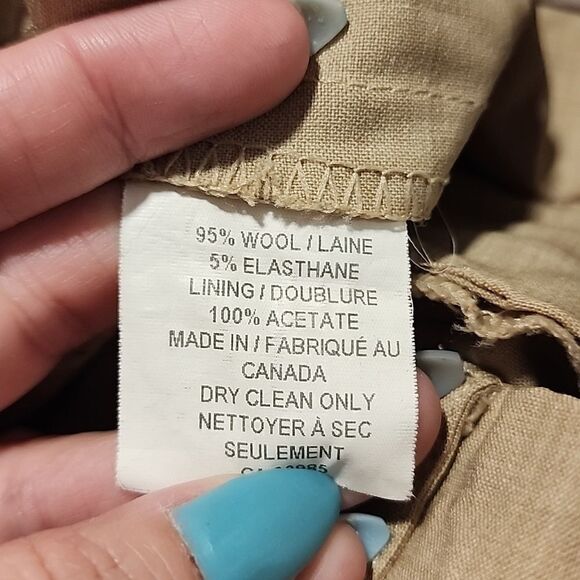 95% WOOL / LAINE
5% ELASTHANE
LINING / DOUBLURE
100% ACETATE
MADE IN / FABRIQUÉ AU
CANADA
DRY CLEAN ONLY
NETTOYER À SEC
SEULEMENT